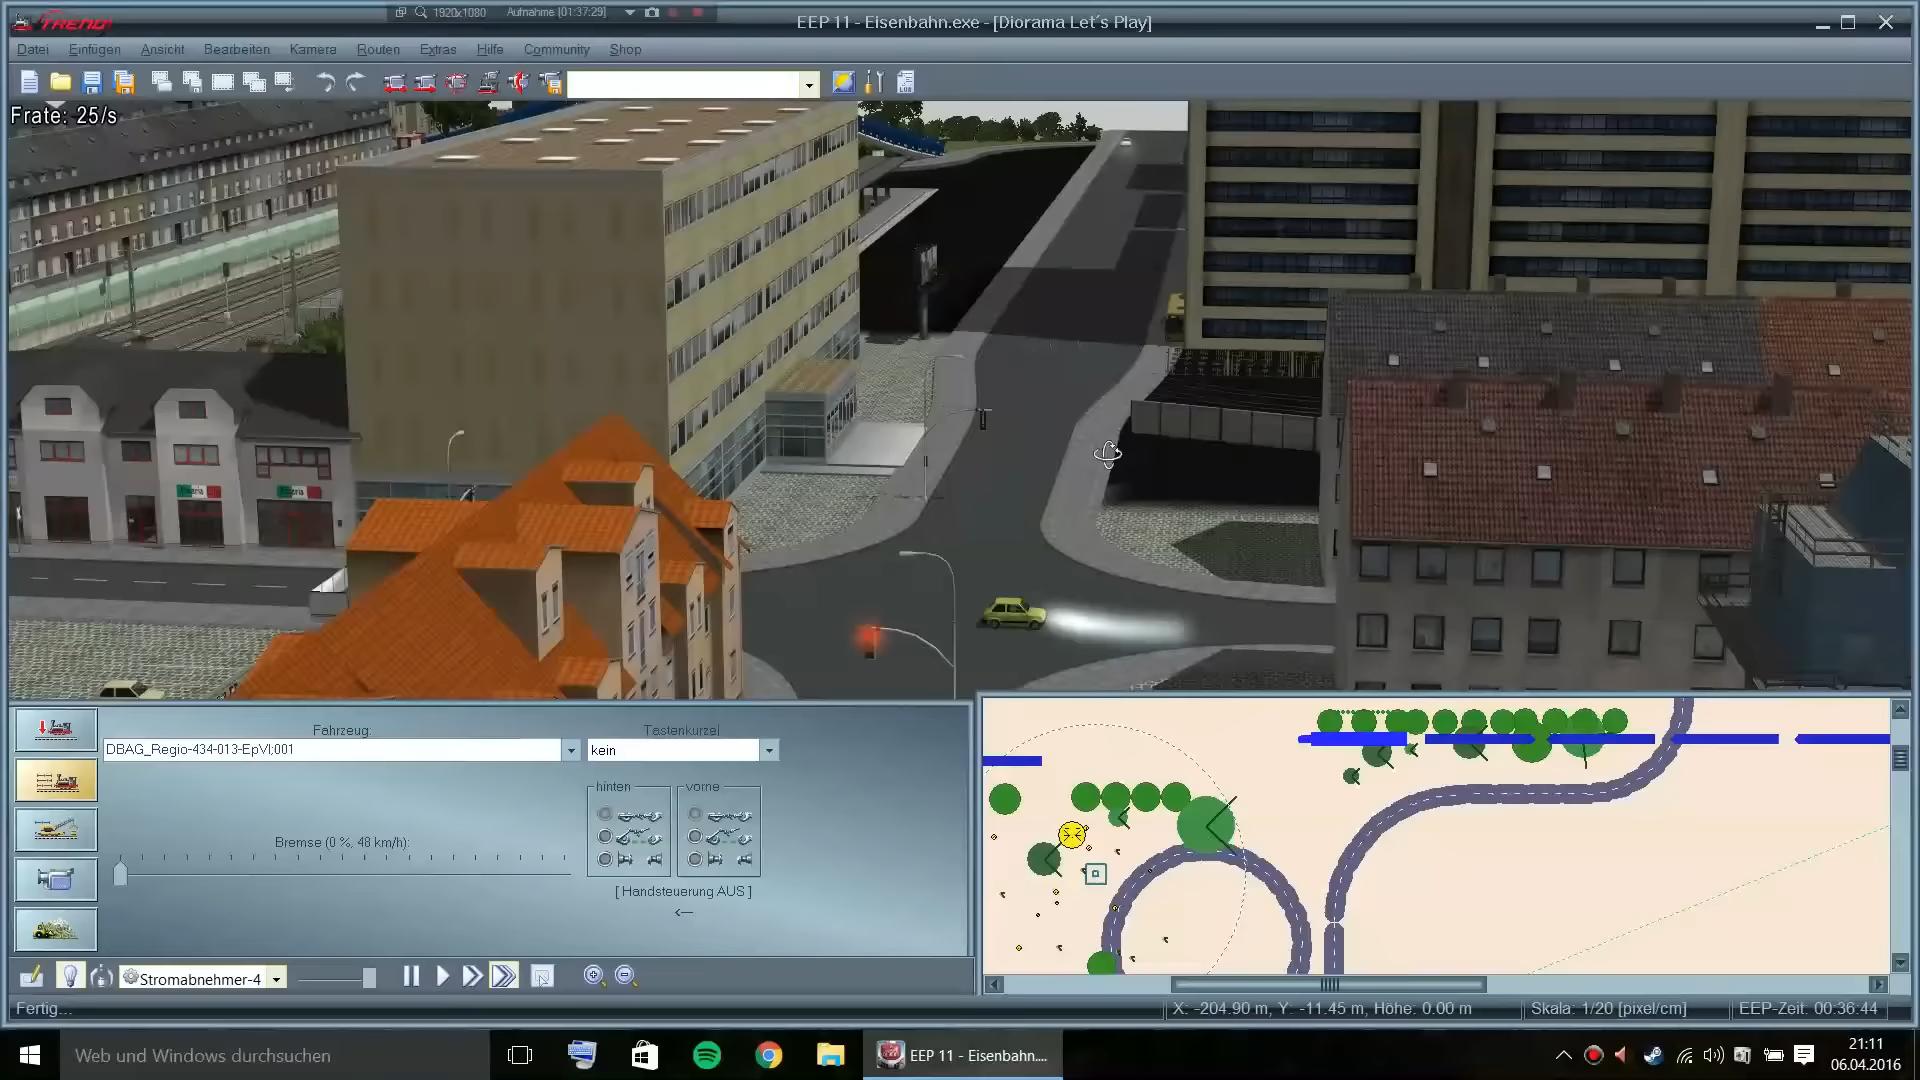 1920x1080 Aufnahme [01:37:29]
TREND
EEP 11 - Eisenbahn.exe - [Diorama Let´s Play]
Datei Einfügen Ansicht Bearbeiten Kamera Routen Extras Hilfe Community Shop
Frate: 25/s
Fahrzeug:
Tastenkürzel
DBAG_Regio-434-013-EpVI;001
kein
hinten
vorne
Bremse (0 %, 48 km/h):
[ Handsteuerung AUS ]
Stromabnehmer-4
Fertig...
X: -204.90 m, Y: -11.45 m, Höhe: 0.00 m
Skala: 1/20 [pixel/cm]
EEP-Zeit: 00:36:44
Web und Windows durchsuchen
EEP 11 - Eisenbahn....
21:11
06.04.2016